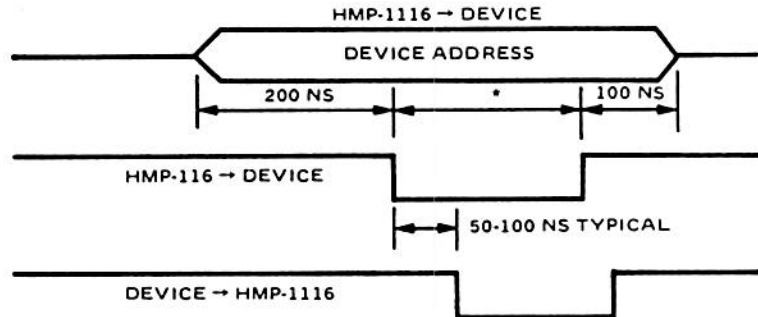 HMP-1116 → DEVICE
DEVICE ADDRESS
200 NS * 100 NS
HMP-116 → DEVICE
50-100 NS TYPICAL
DEVICE → HMP-1116